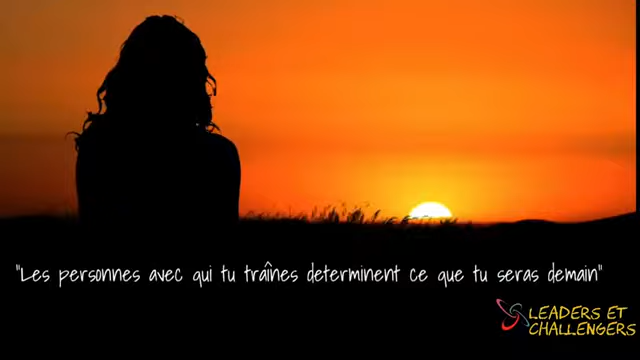 "Les personnes avec qui tu traînes determinent ce que tu seras demain"
LEADERS ET
CHALLENGERS